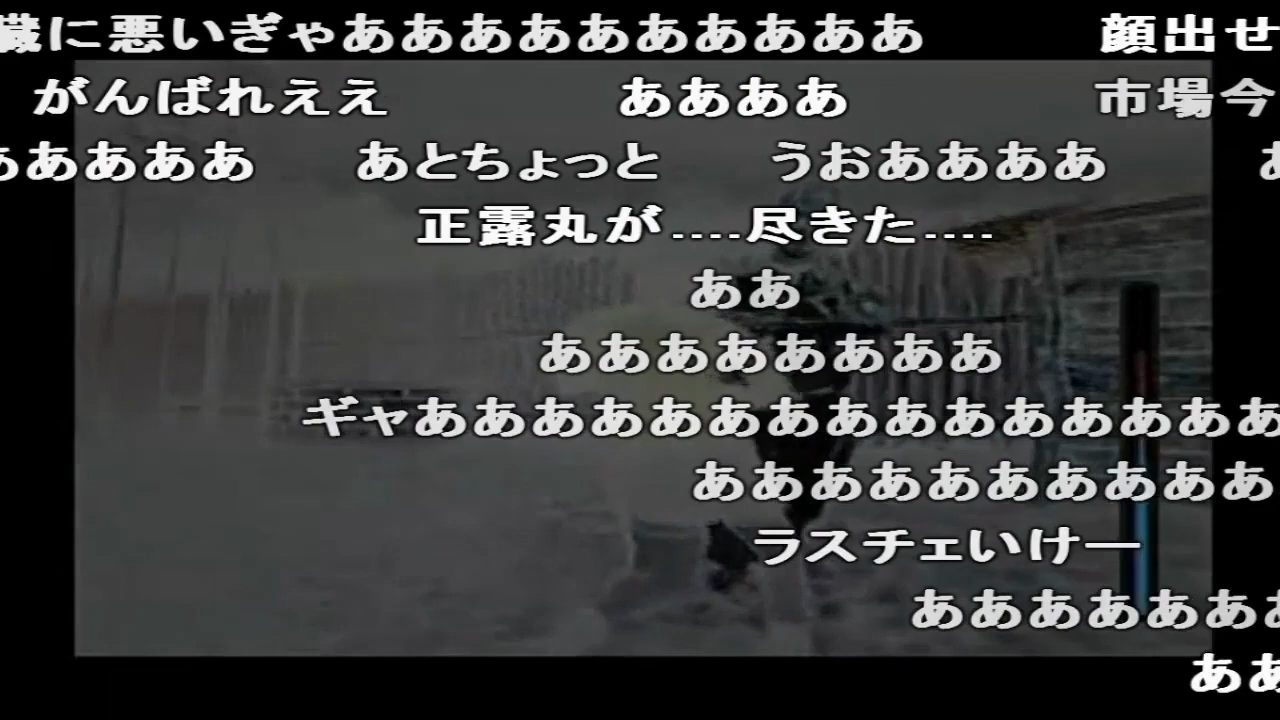 臓に悪いぎゃああああああああああ 顔出せ
がんばれええ ああああ 市場今
あああああ あとちょっと うおああああ あ
正露丸が....尽きた....
ああ
ああああああああ
ギャあああああああああああああああ
ああああああああああ
ラスチェいけー
あああああああ
ああ